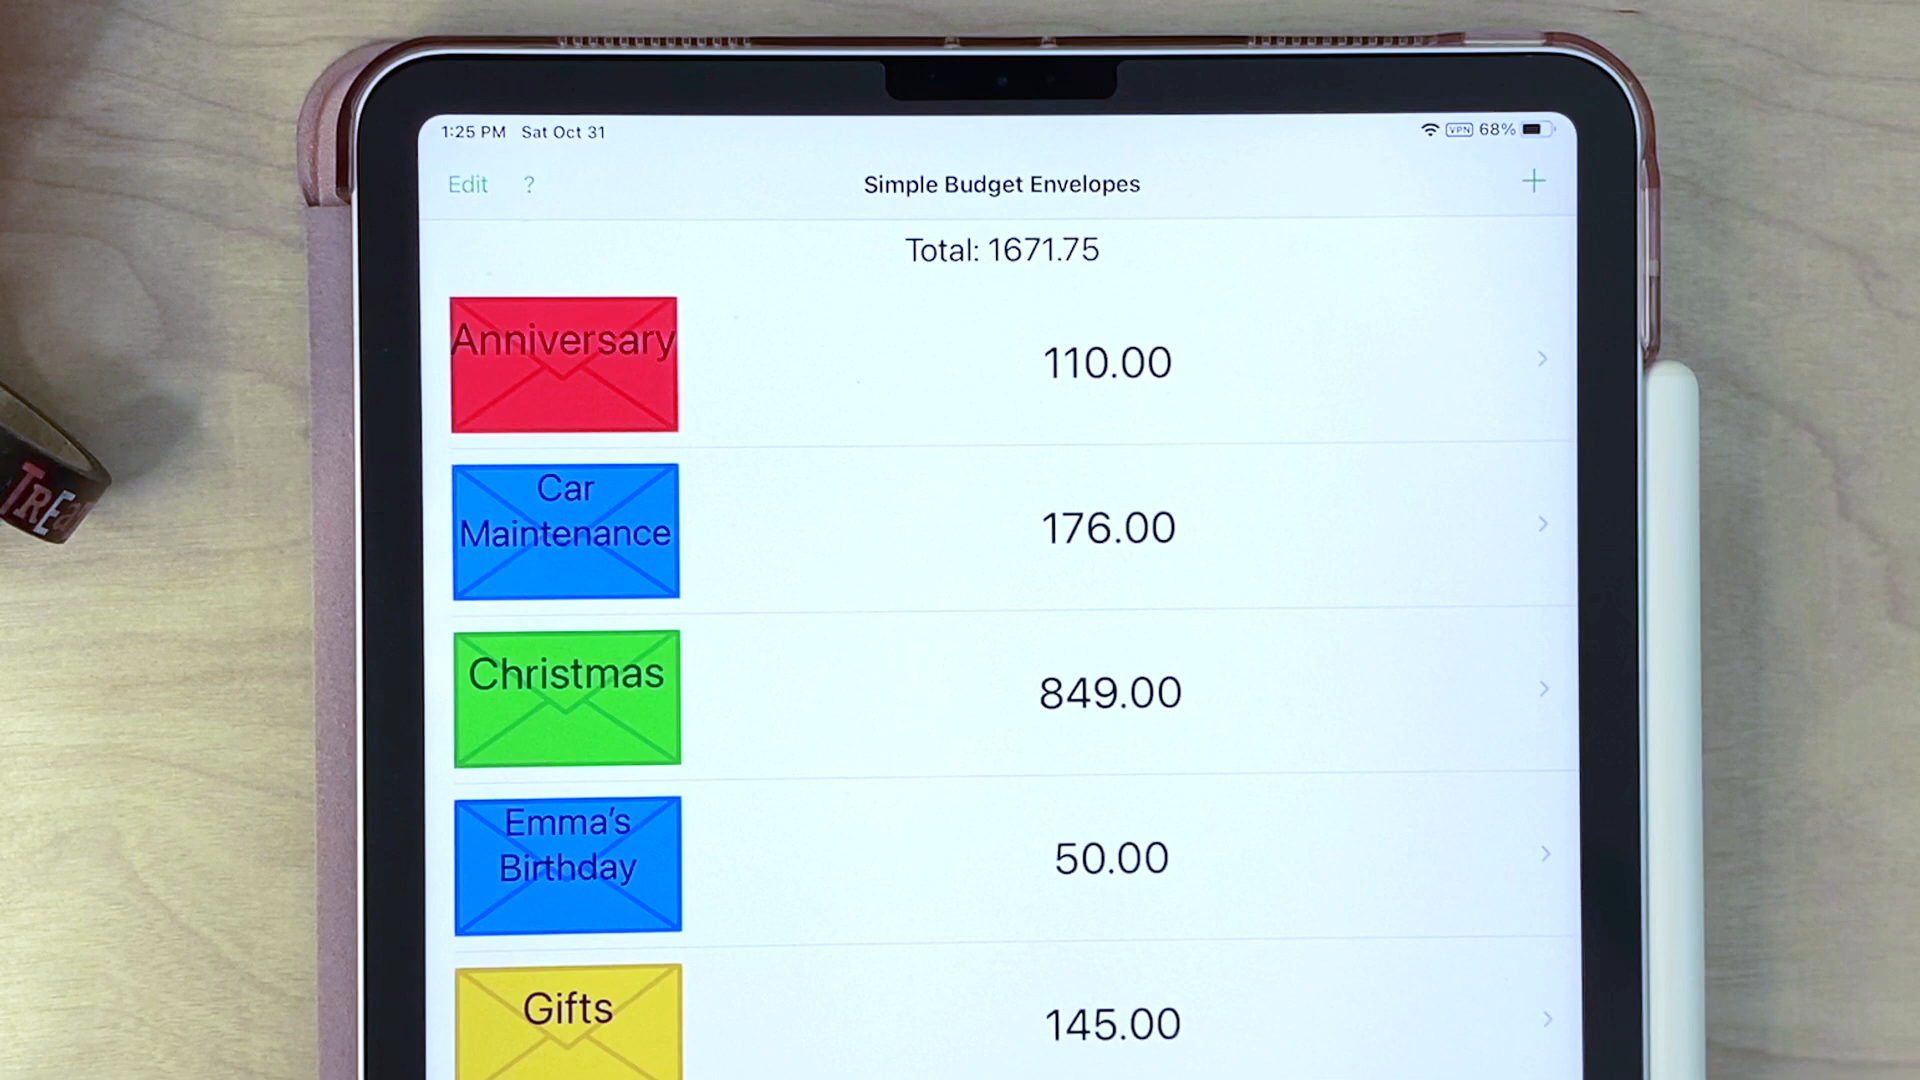 1:25 PM Sat Oct 31
VPN 68%
Edit ? Simple Budget Envelopes +
Total: 1671.75
Anniversary 110.00
Car
Maintenance 176.00
Christmas 849.00
Emma's
Birthday 50.00
Gifts 145.00